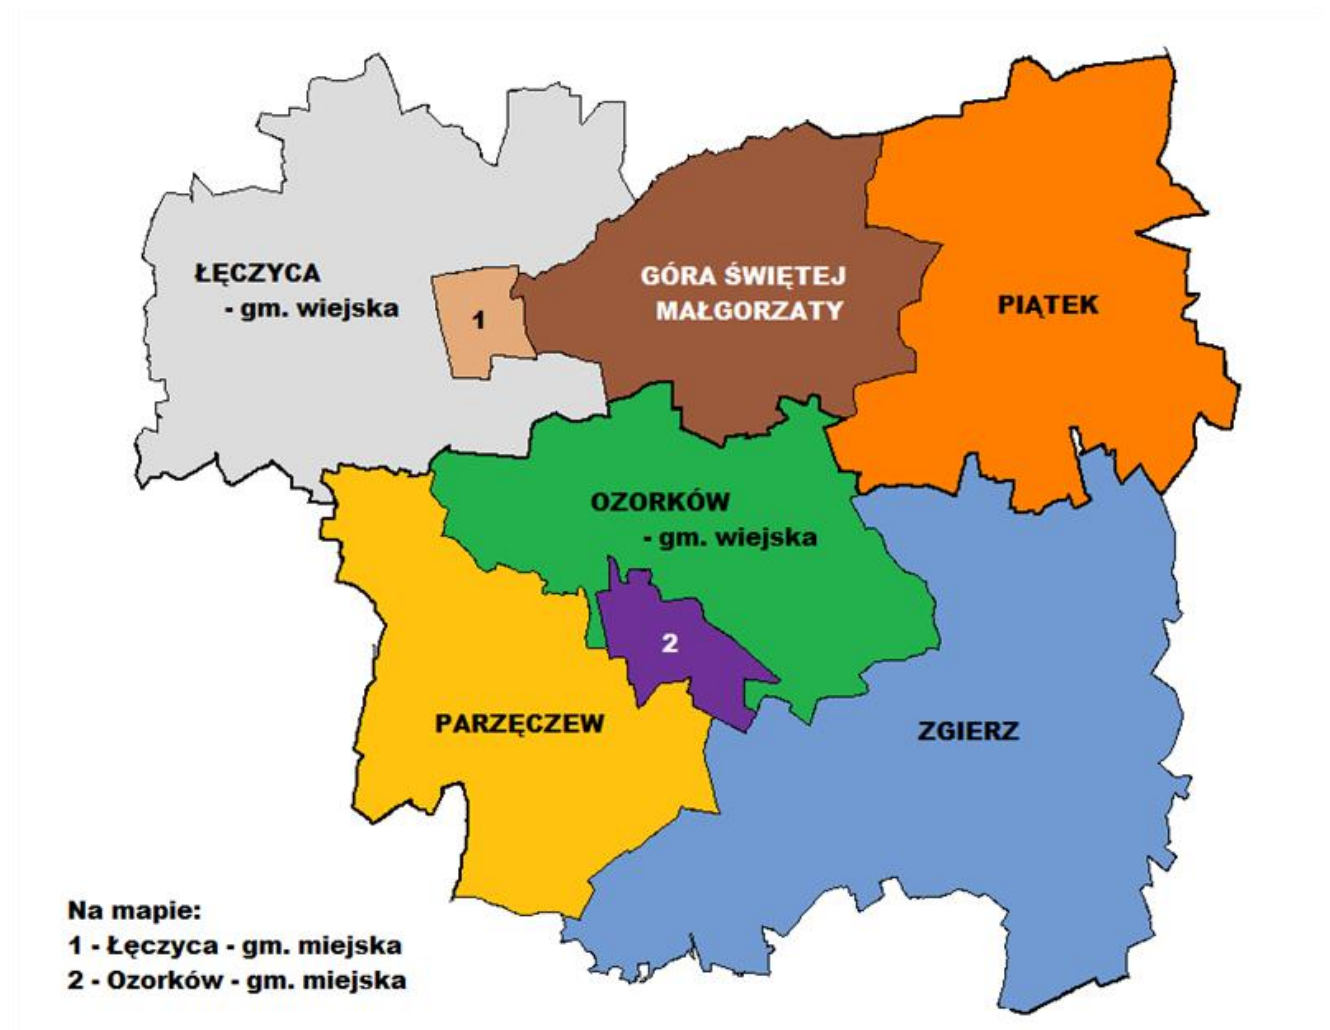 ŁĘCZYCA
- gm. wiejska
1
GÓRA ŚWIĘTEJ
MAŁGORZATY
PIĄTEK
OZORKÓW
- gm. wiejska
2
PARZĘCZEW
ZGIERZ
Na mapie:
1 - Łęczyca - gm. miejska
2 - Ozorków - gm. miejska